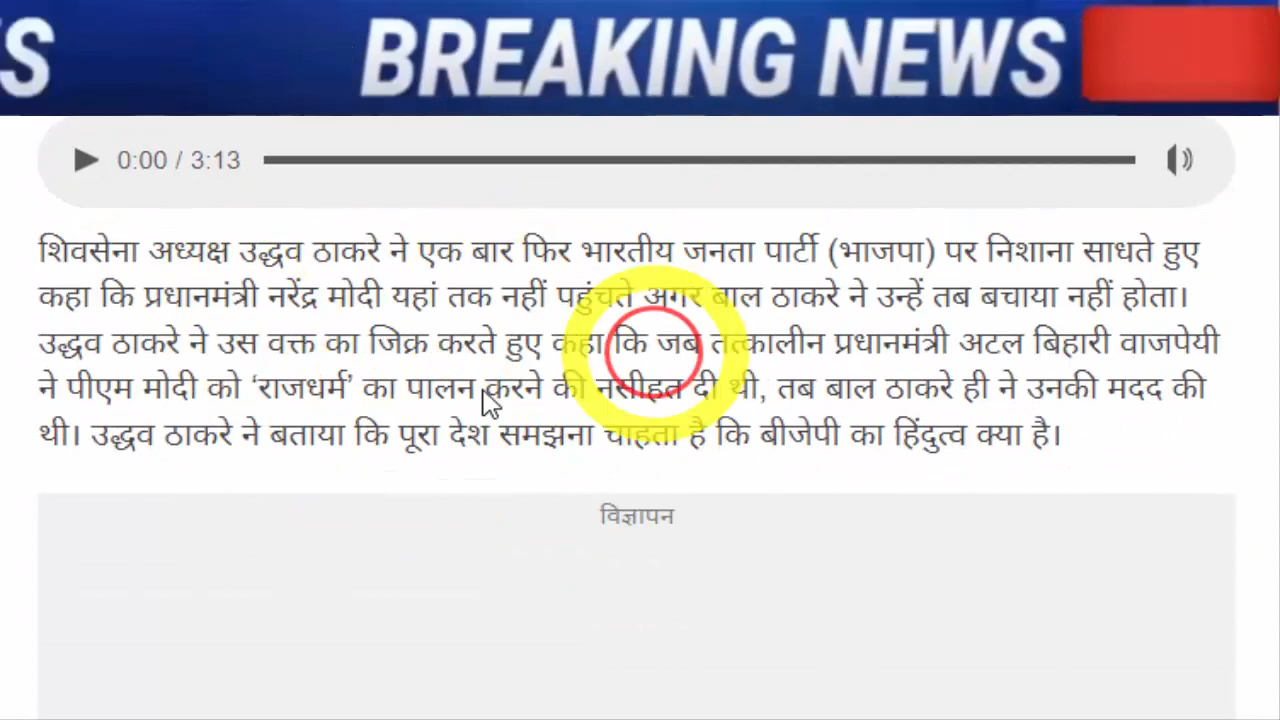 S BREAKING NEWS
0:00 / 3:13
शिवसेना अध्यक्ष उद्धव ठाकरे ने एक बार फिर भारतीय जनता पार्टी (भाजपा) पर निशाना साधते हुए
कहा कि प्रधानमंत्री नरेंद्र मोदी यहां तक नहीं पहुंचते अगर बाल ठाकरे ने उन्हें तब बचाया नहीं होता।
उद्धव ठाकरे ने उस वक्त का जिक्र करते हुए कहा कि जब तत्कालीन प्रधानमंत्री अटल बिहारी वाजपेयी
ने पीएम मोदी को ‘राजधर्म’ का पालन करने की नसीहत दी थी, तब बाल ठाकरे ही ने उनकी मदद की
थी। उद्धव ठाकरे ने बताया कि पूरा देश समझना चाहता है कि बीजेपी का हिंदुत्व क्या है।
विज्ञापन